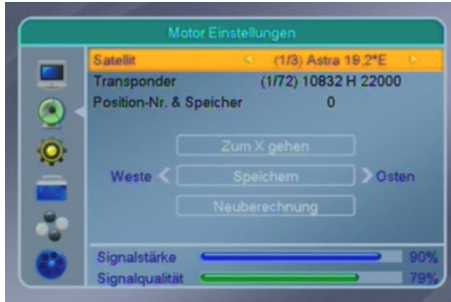 Motor Einstellungen
Satellit (1/3) Astra 19,2°E
Transponder (1/72) 10832 H 22000
Position-Nr. & Speicher 0
Zum X gehen
Weste Speichern Osten
Neuberechnung
Signalstärke 90%
Signalqualität 79%